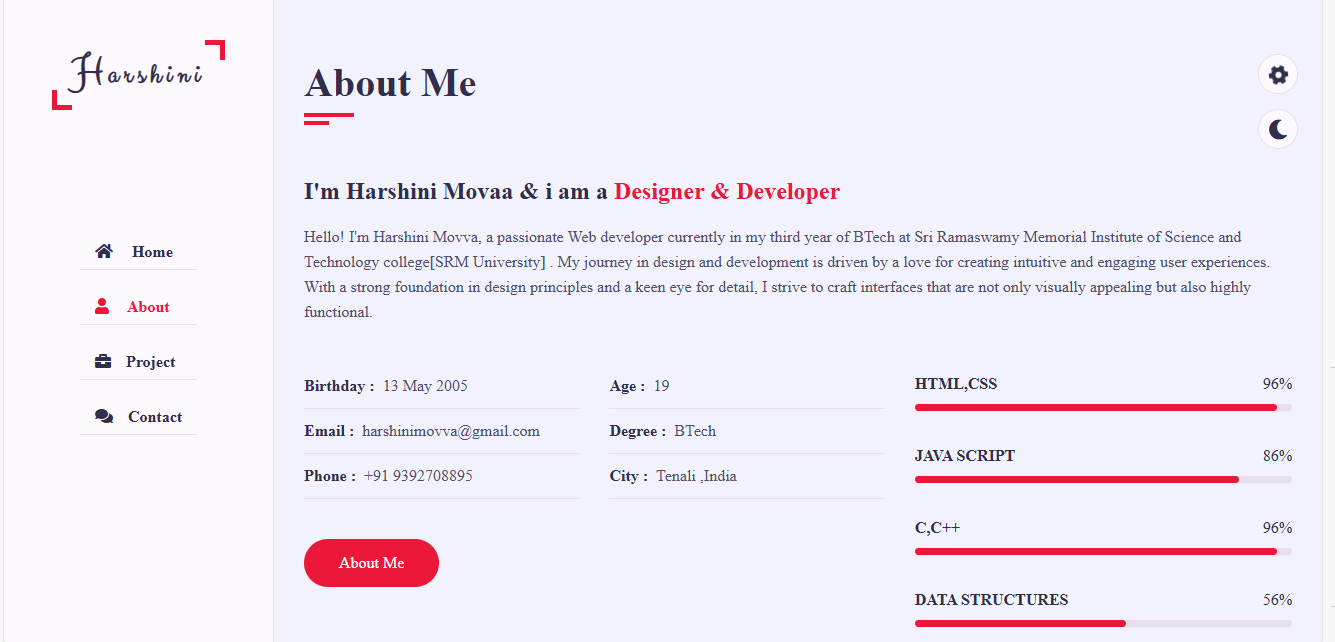 Harshini
Home
About
Project
Contact
About Me
I'm Harshini Movaa & i am a Designer & Developer
Hello! I'm Harshini Movva, a passionate Web developer currently in my third year of BTech at Sri Ramaswamy Memorial Institute of Science and
Technology college[SRM University] . My journey in design and development is driven by a love for creating intuitive and engaging user experiences.
With a strong foundation in design principles and a keen eye for detail, I strive to craft interfaces that are not only visually appealing but also highly
functional.
Birthday : 13 May 2005
Age : 19
Email : harshinimovva@gmail.com
Degree : BTech
Phone : +91 9392708895
City : Tenali ,India
About Me
HTML,CSS 96%
JAVA SCRIPT 86%
C,C++ 96%
DATA STRUCTURES 56%